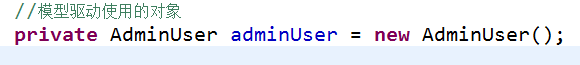 //模型驱动使用的对象
private AdminUser adminUser = new AdminUser();